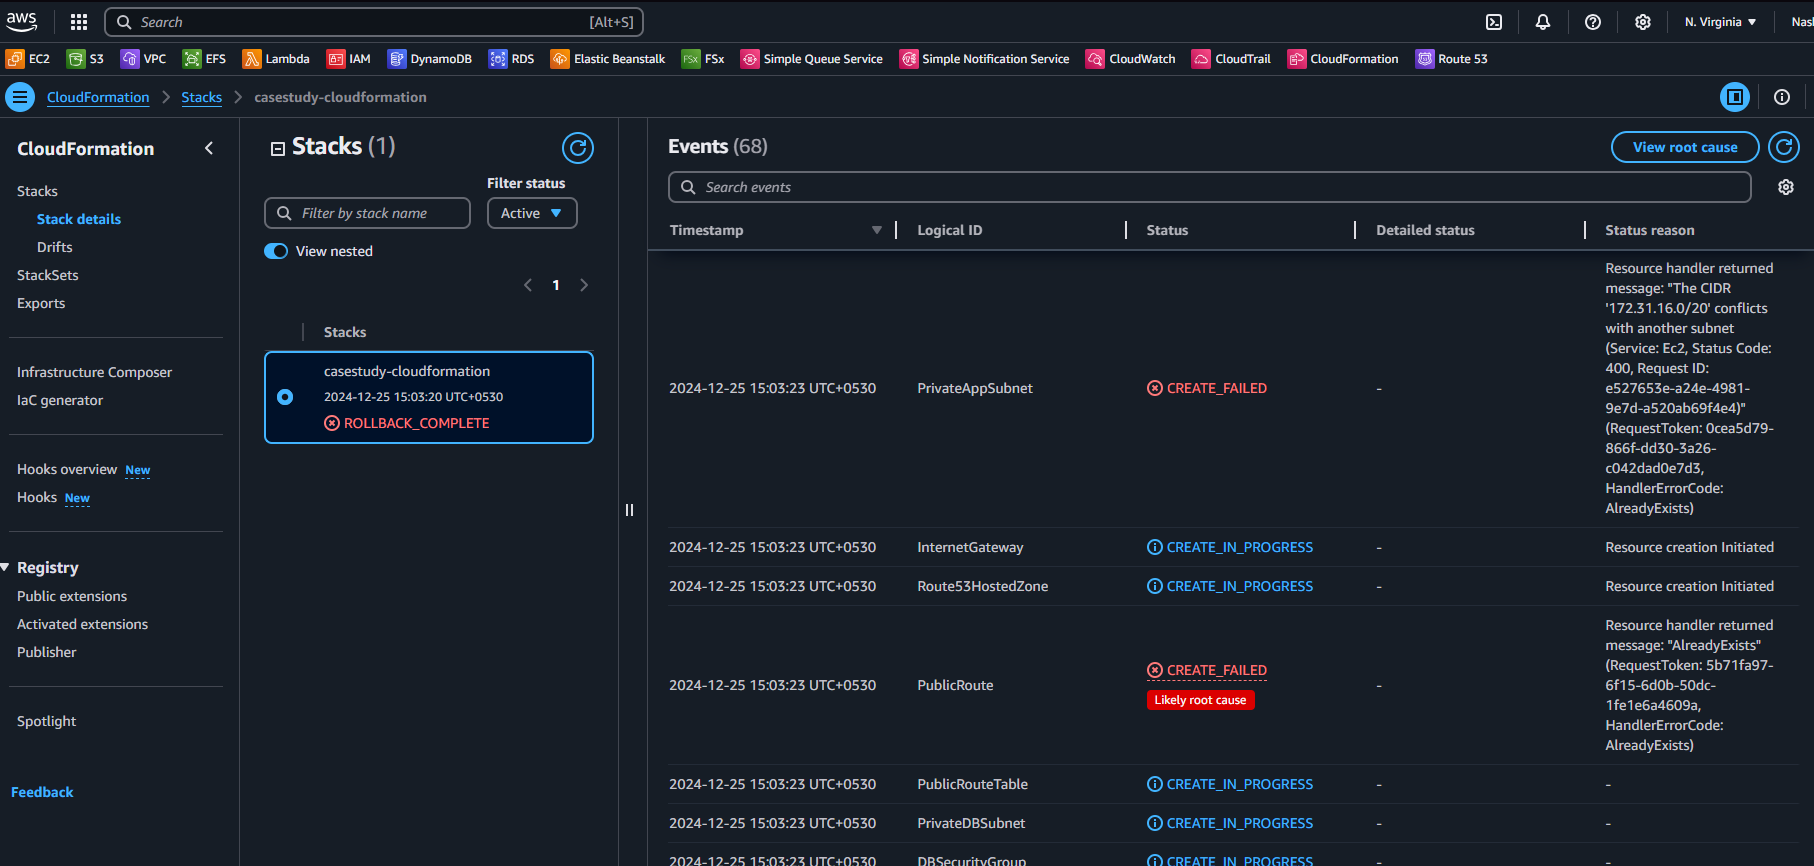 aws
Search [Alt+S]
N. Virginia
EC2 S3 VPC EFS Lambda IAM DynamoDB RDS Elastic Beanstalk FSx Simple Queue Service Simple Notification Service CloudWatch CloudTrail CloudFormation Route 53
CloudFormation Stacks casestudy-cloudformation
CloudFormation
Stacks
Stack details
Drifts
StackSets
Exports
Infrastructure Composer
IaC generator
Hooks overview New
Hooks New
Registry
Public extensions
Activated extensions
Publisher
Spotlight
Feedback
Stacks (1)
Filter status
Filter by stack name
Active
View nested
1
Stacks
casestudy-cloudformation
2024-12-25 15:03:20 UTC+0530
ROLLBACK_COMPLETE
Events (68)
View root cause
Search events
Timestamp Logical ID Status Detailed status Status reason
2024-12-25 15:03:23 UTC+0530 PrivateAppSubnet CREATE_FAILED -
Resource handler returned
message: "The CIDR
'172.31.16.0/20' conflicts
with another subnet
(Service: Ec2, Status Code:
400, Request ID:
e527653e-a24e-4981-
9e7d-a520ab69f4e4)"
(RequestToken: 0cea5d79-
866f-dd30-3a26-
c042dad0e7d3,
HandlerErrorCode:
AlreadyExists)
2024-12-25 15:03:23 UTC+0530 InternetGateway CREATE_IN_PROGRESS - Resource creation Initiated
2024-12-25 15:03:23 UTC+0530 Route53HostedZone CREATE_IN_PROGRESS - Resource creation Initiated
2024-12-25 15:03:23 UTC+0530 PublicRoute CREATE_FAILED -
Likely root cause
Resource handler returned
message: "AlreadyExists"
(RequestToken: 5b71fa97-
6f15-6d0b-50dc-
1fe1e6a4609a,
HandlerErrorCode:
AlreadyExists)
2024-12-25 15:03:23 UTC+0530 PublicRouteTable CREATE_IN_PROGRESS - -
2024-12-25 15:03:23 UTC+0530 PrivateDBSubnet CREATE_IN_PROGRESS - -
2024-12-25 15:03:23 UTC+0530 DBSecurityGroup CREATE_IN_PROGRESS - -